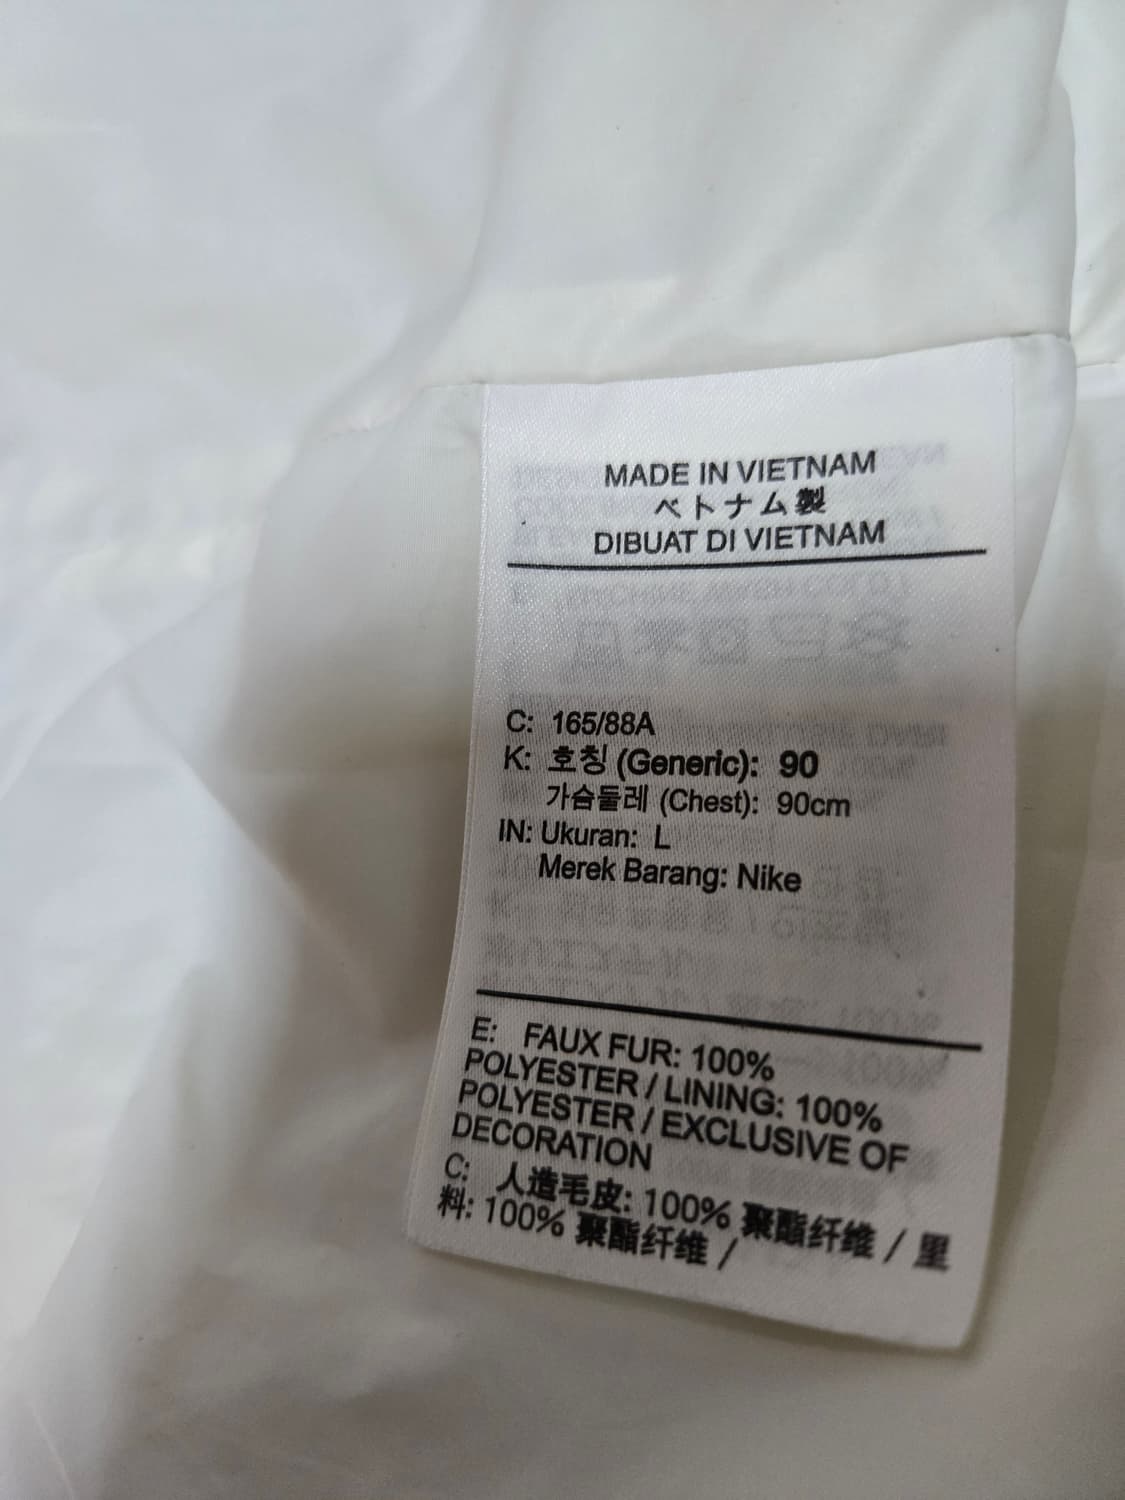 MADE IN VIETNAM
ベトナム製
DIBUAT DI VIETNAM
C: 165/88A
K: 호칭 (Generic): 90
가슴둘레 (Chest): 90cm
IN: Ukuran: L
Merek Barang: Nike
E: FAUX FUR: 100%
POLYESTER / LINING: 100%
POLYESTER / EXCLUSIVE OF
DECORATION
C: 人造毛皮: 100% 聚酯纤维 / 里
料: 100% 聚酯纤维 /